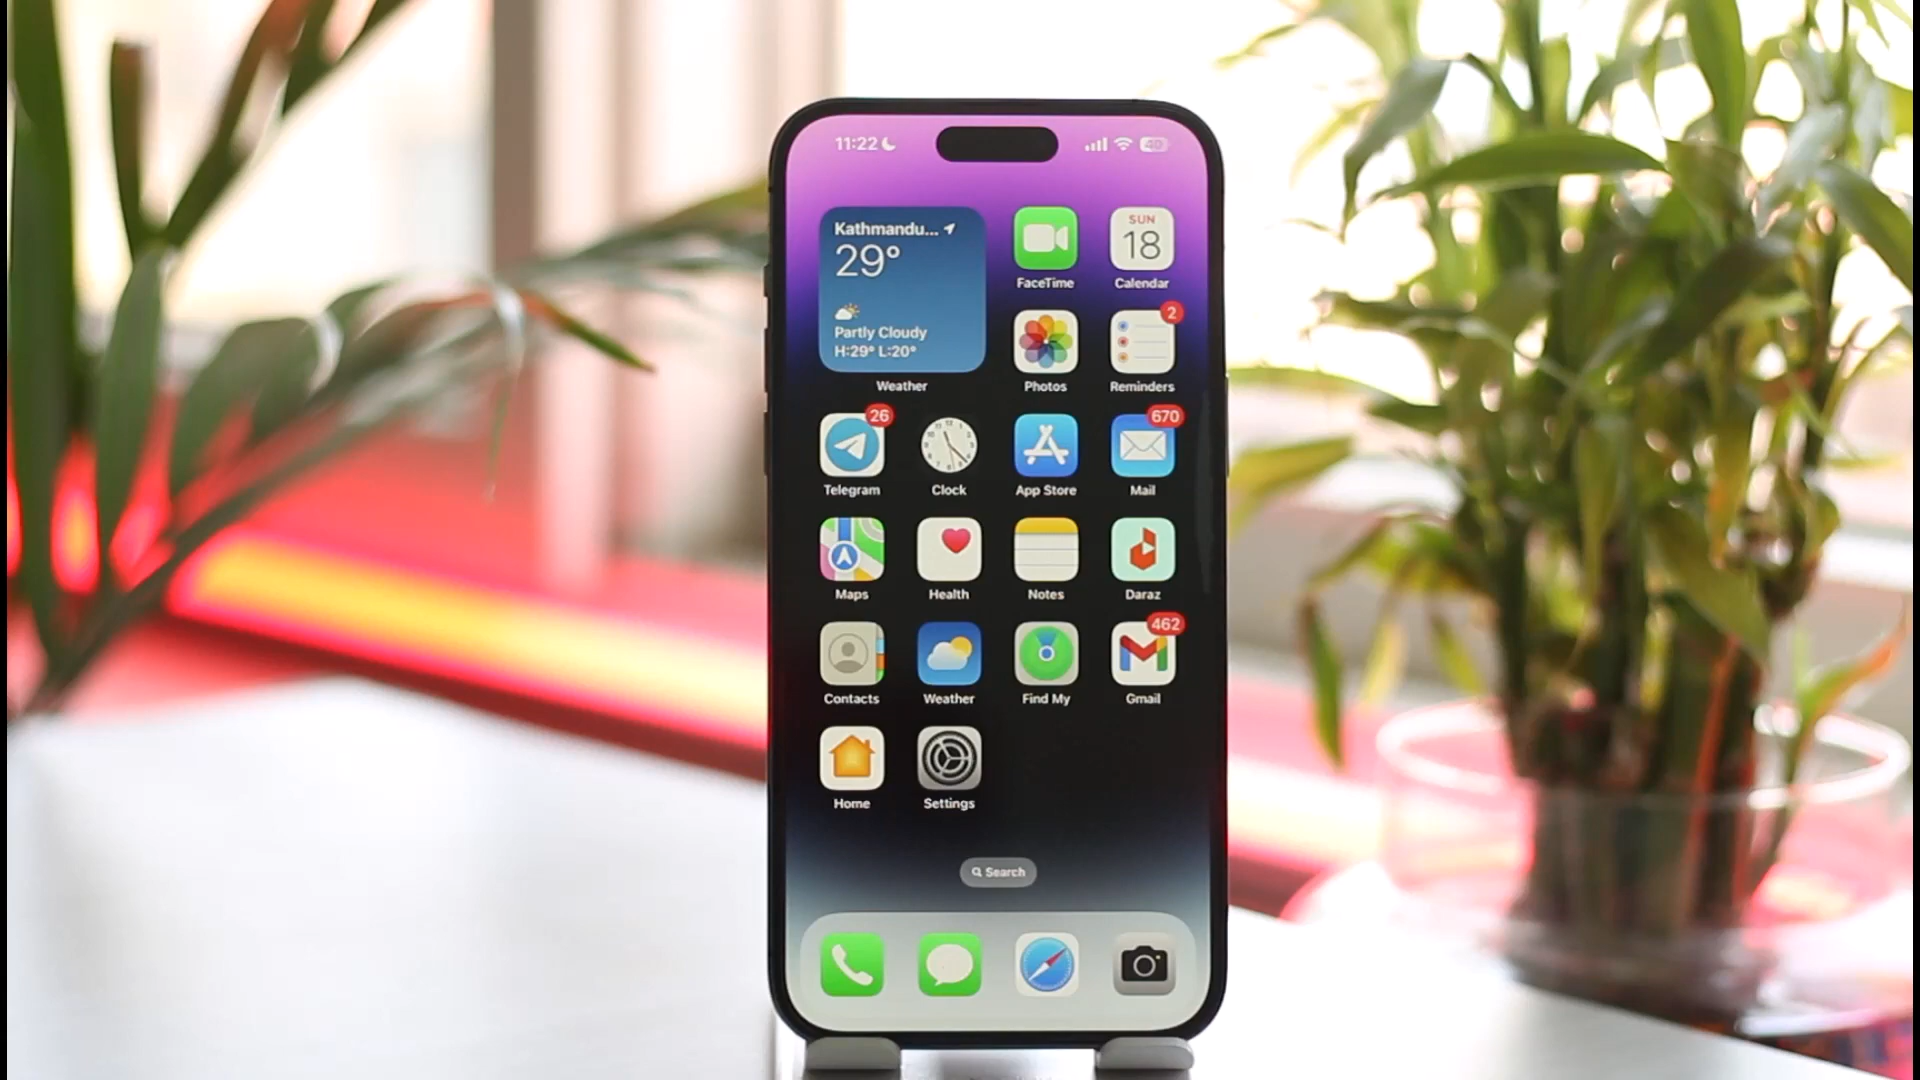 11:22
40
Kathmandu...
29°
Partly Cloudy
H:29° L:20°
Weather
FaceTime
SUN
18
Calendar
Photos
2
Reminders
26
Telegram
Clock
App Store
670
Mail
Maps
Health
Notes
Daraz
Contacts
Weather
Find My
462
Gmail
Home
Settings
Search